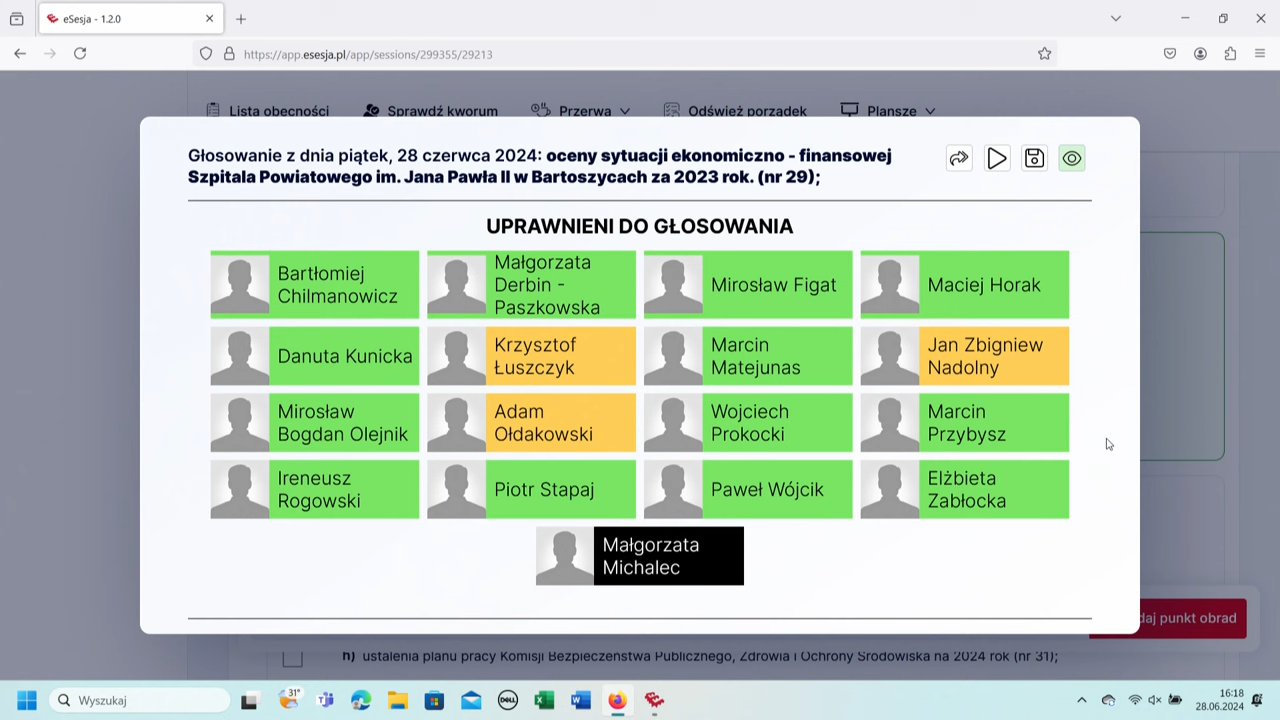 eSesja - 1.2.0
https://app.esesja.pl/app/sessions/299355/29213
Lista obecności
Sprawdź kworum
Przerwa
Odśwież porządek
Plansze
Głosowanie z dnia piątek, 28 czerwca 2024: oceny sytuacji ekonomiczno - finansowej
Szpitala Powiatowego im. Jana Pawła II w Bartoszycach za 2023 rok. (nr 29);
UPRAWNIENI DO GŁOSOWANIA
Bartłomiej
Chilmanowicz
Małgorzata
Derbin -
Paszkowska
Mirosław Figat
Maciej Horak
Danuta Kunicka
Krzysztof
Łuszczyk
Marcin
Matejunas
Jan Zbigniew
Nadolny
Mirosław
Bogdan Olejnik
Adam
Ołdakowski
Wojciech
Prokocki
Marcin
Przybysz
Ireneusz
Rogowski
Piotr Stapaj
Paweł Wójcik
Elżbieta
Zabłocka
Małgorzata
Michalec
daj punkt obrad
h) ustalenia planu pracy Komisji Bezpieczeństwa Publicznego, Zdrowia i Ochrony Środowiska na 2024 rok (nr 31);
Wyszukaj
31°
DELL
16:18
28.06.2024